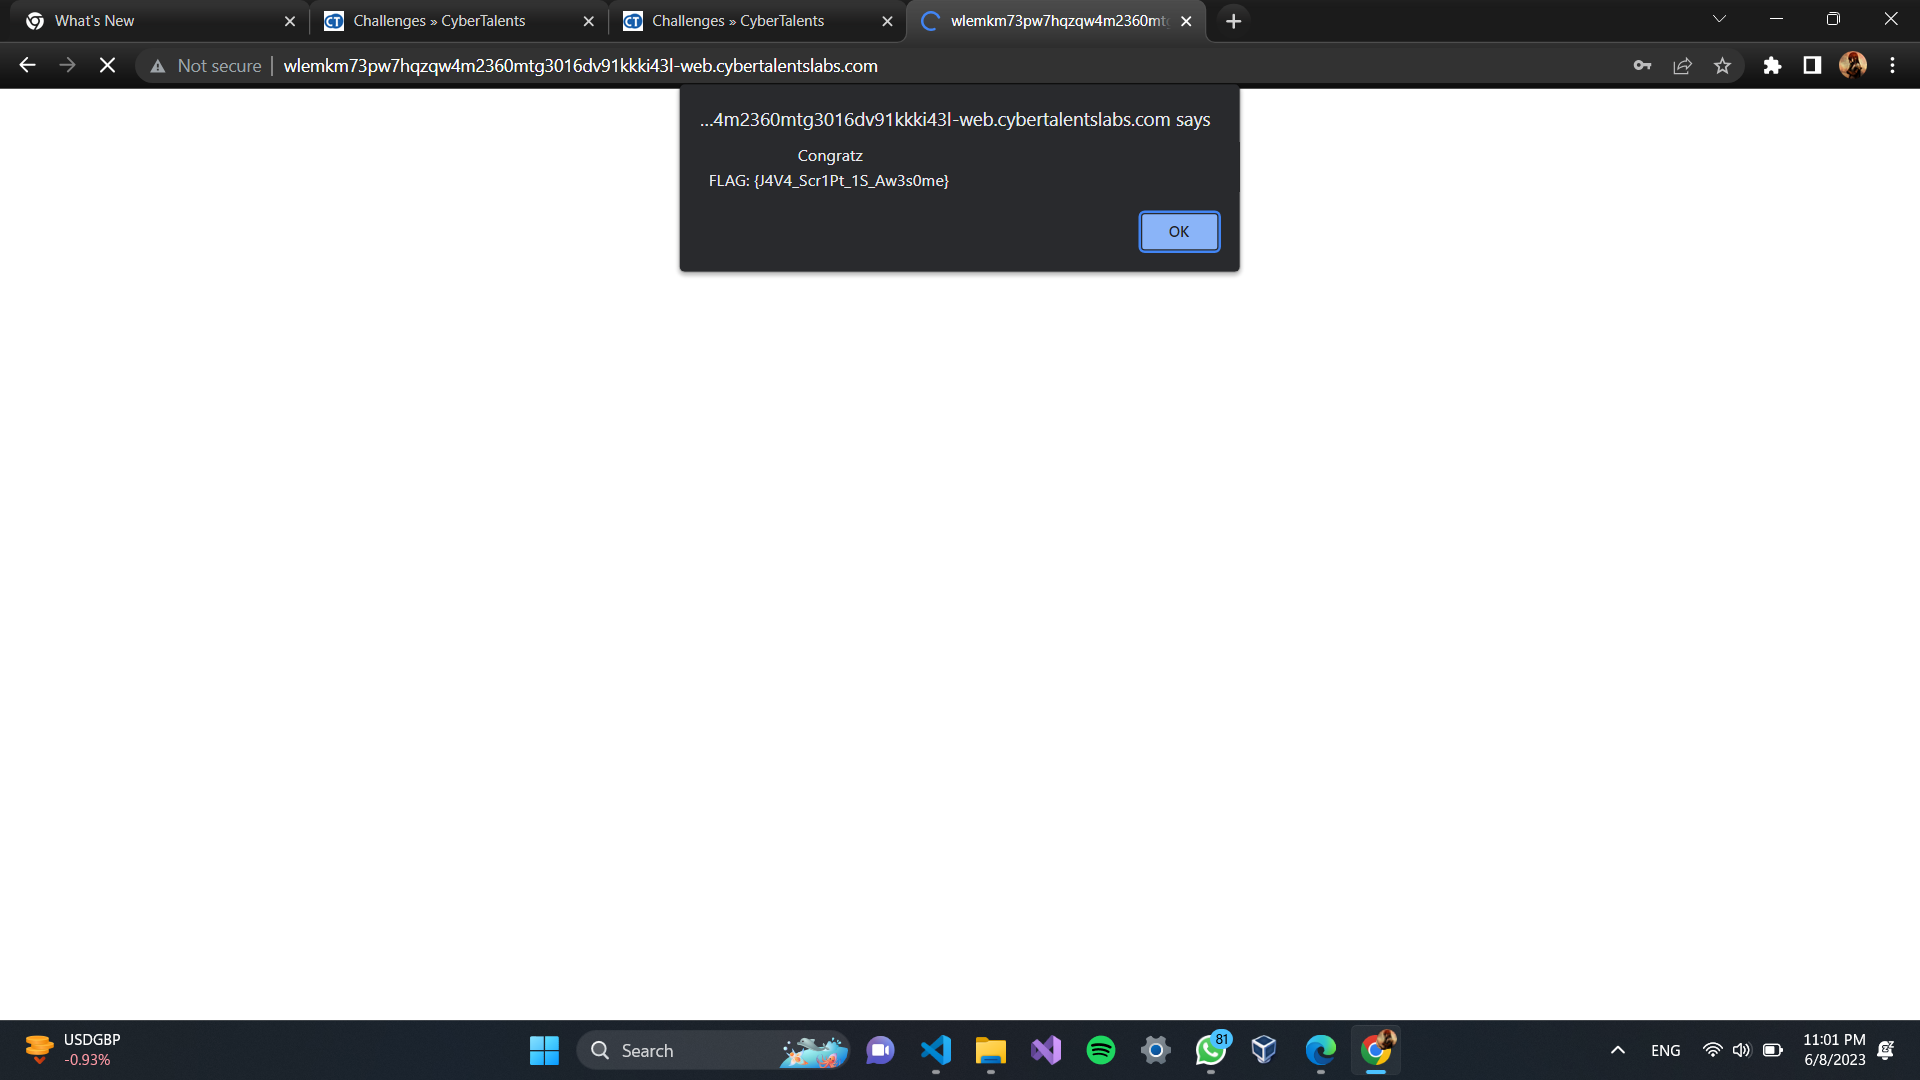 What's New
Challenges » CyberTalents
Challenges » CyberTalents
wlemkm73pw7hqzqw4m2360mt
Not secure
wlemkm73pw7hqzqw4m2360mtg3016dv91kkki43l-web.cybertalentslabs.com
...4m2360mtg3016dv91kkki43l-web.cybertalentslabs.com says
Congratz
FLAG: {J4V4_Scr1Pt_1S_Aw3s0me}
OK
USDGBP
-0.93%
Search
81
ENG
11:01 PM
6/8/2023